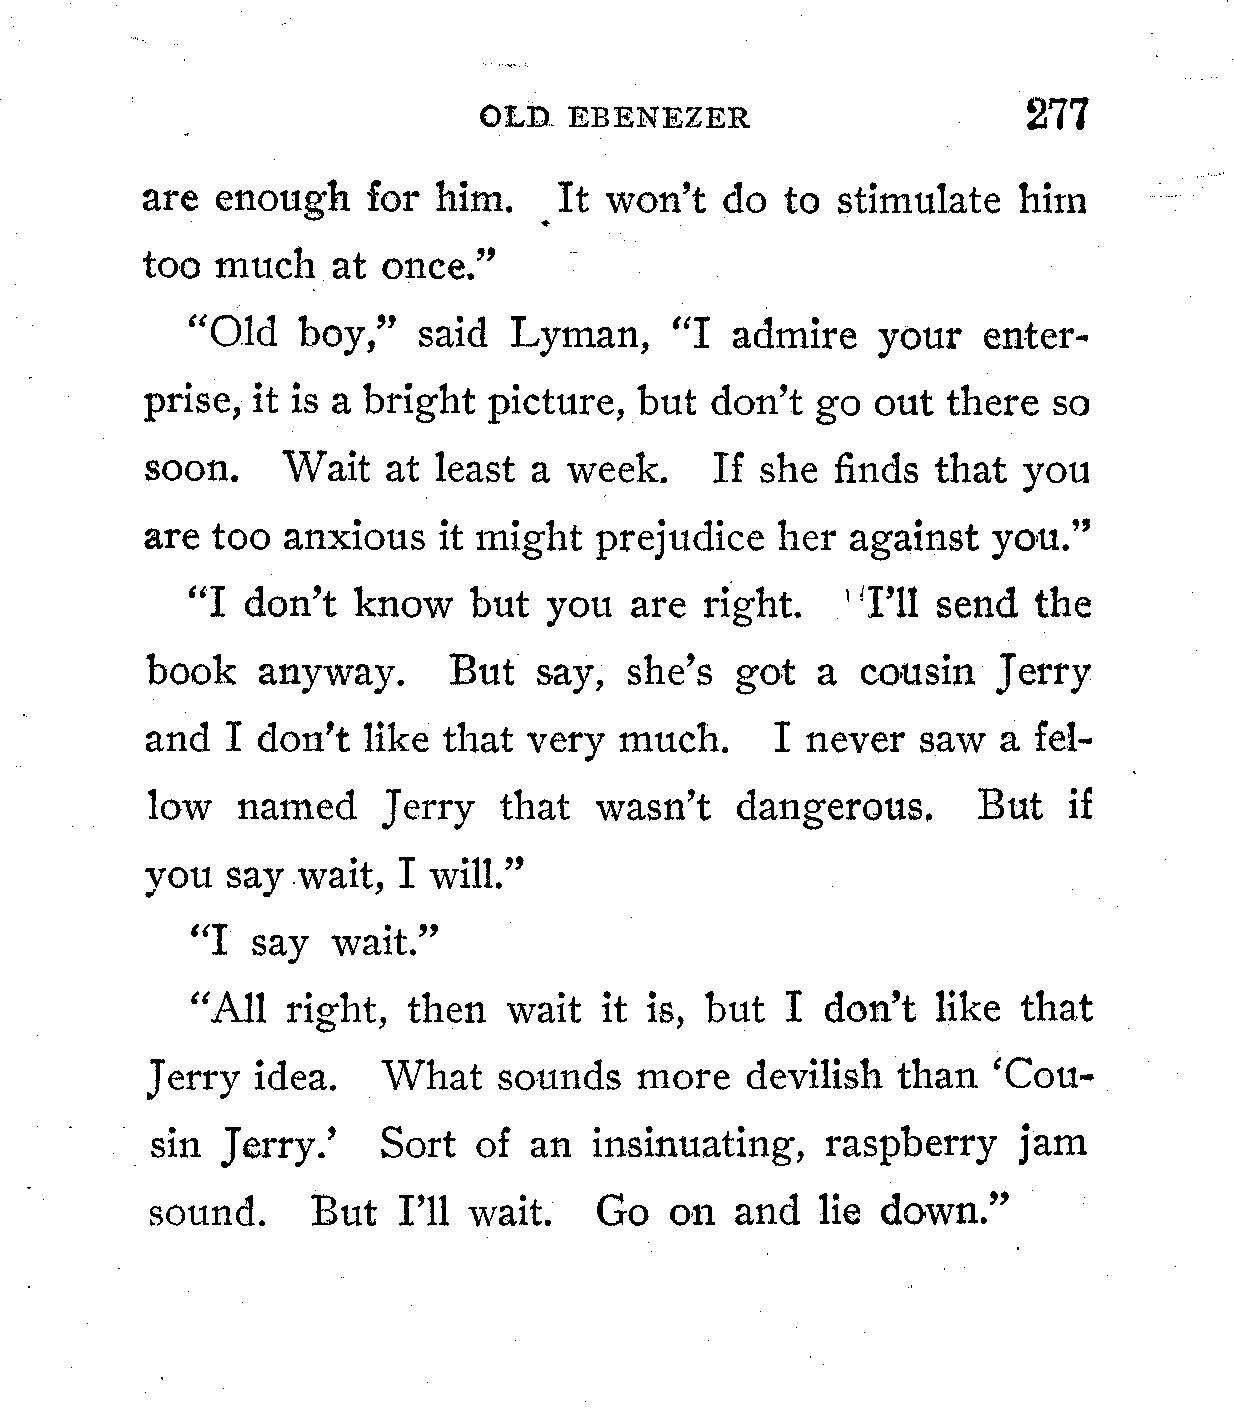 OLD EBENEZER 277
are enough for him. It won't do to stimulate him
too much at once."
"Old boy," said Lyman, "I admire your enter-
prise, it is a bright picture, but don't go out there so
soon. Wait at least a week. If she finds that you
are too anxious it might prejudice her against you."
"I don't know but you are right. I'll send the
book anyway. But say, she's got a cousin Jerry
and I don't like that very much. I never saw a fel-
low named Jerry that wasn't dangerous. But if
you say wait, I will."
"I say wait."
"All right, then wait it is, but I don't like that
Jerry idea. What sounds more devilish than 'Cou-
sin Jerry.' Sort of an insinuating, raspberry jam
sound. But I'll wait. Go on and lie down."